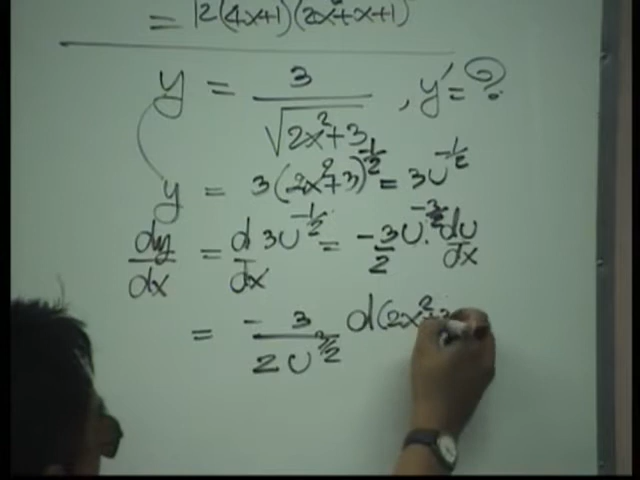 = 12(4x+1)(2x²+x+1)
y = 3/√(2x²+3) , y' = ?
y = 3(2x²+3)^(-1/2) = 3u^(-1/2)
dy/dx = d/dx 3u^(-1/2) = -3/2 u^(-3/2) · du/dx
= -3/(2u^(3/2)) d(2x²+3